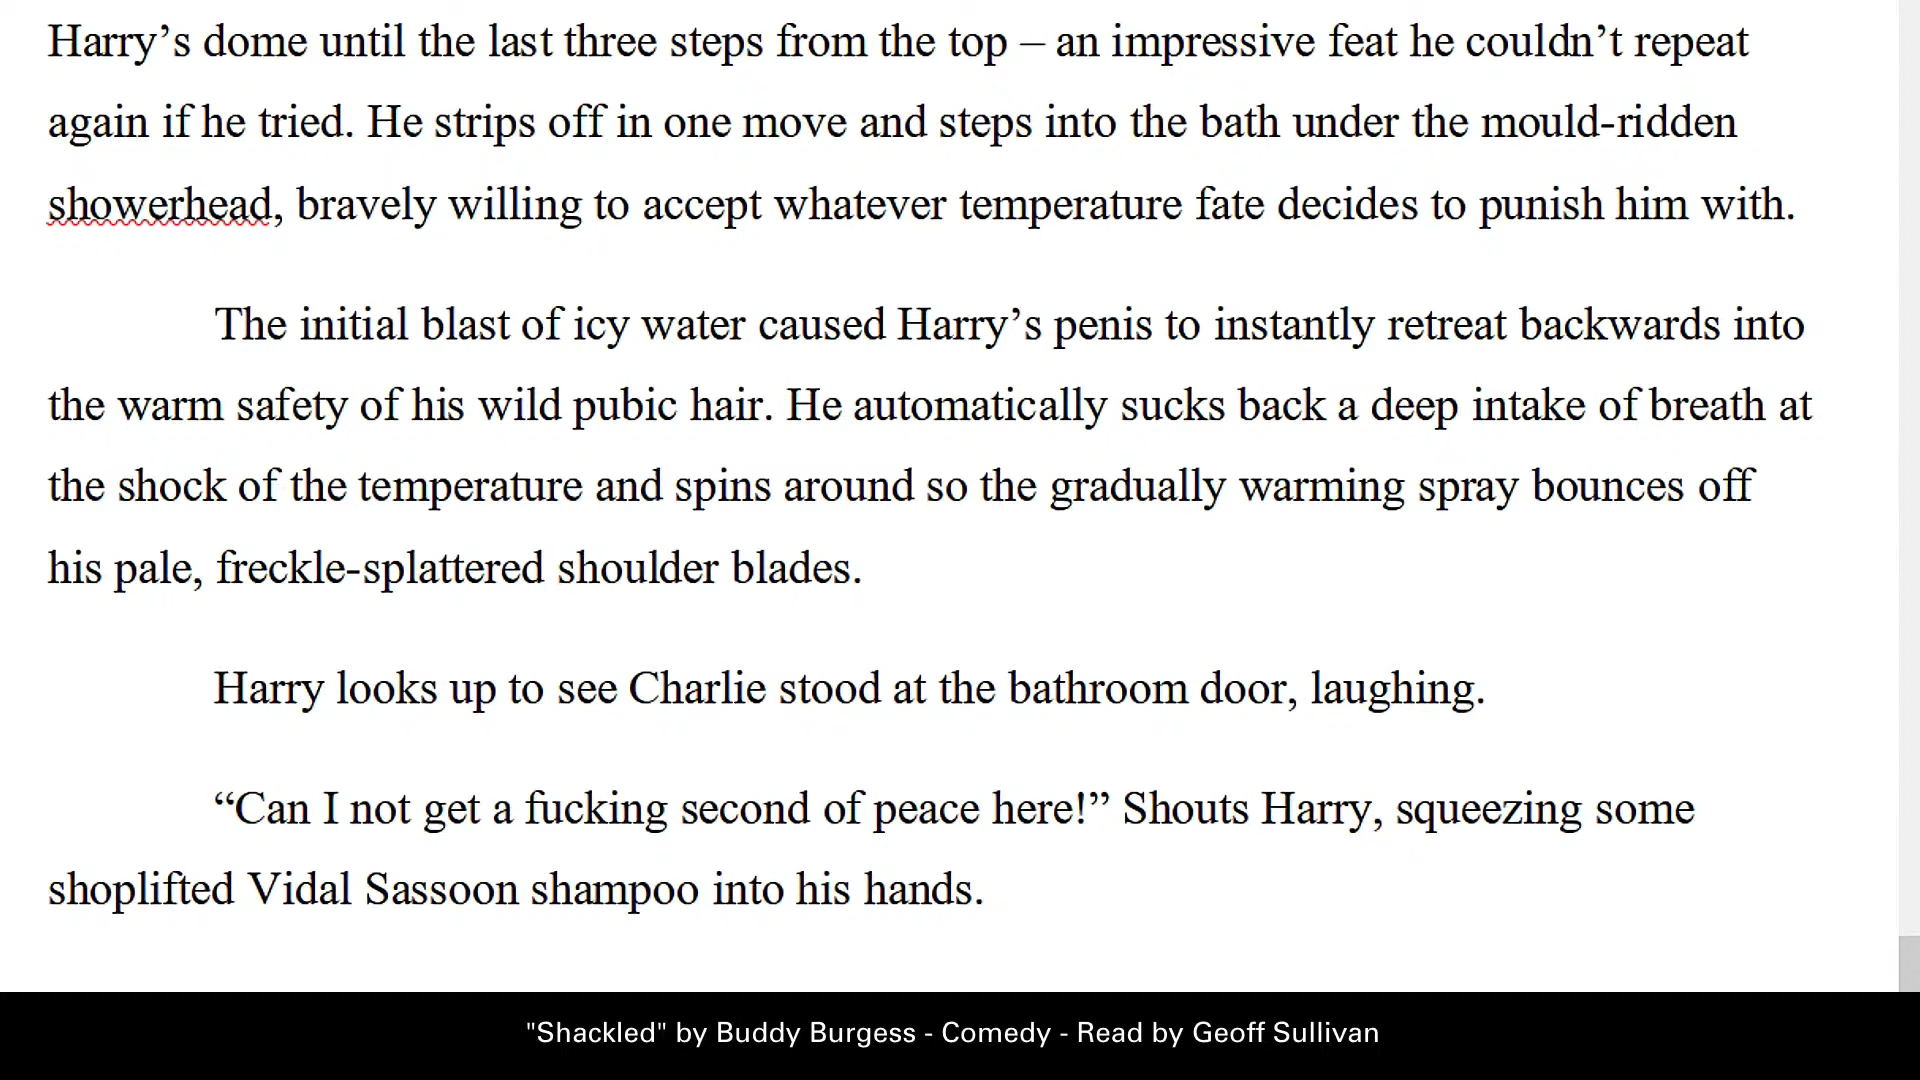 Harry’s dome until the last three steps from the top – an impressive feat he couldn’t repeat
again if he tried. He strips off in one move and steps into the bath under the mould-ridden
showerhead, bravely willing to accept whatever temperature fate decides to punish him with.
The initial blast of icy water caused Harry’s penis to instantly retreat backwards into
the warm safety of his wild pubic hair. He automatically sucks back a deep intake of breath at
the shock of the temperature and spins around so the gradually warming spray bounces off
his pale, freckle-splattered shoulder blades.
Harry looks up to see Charlie stood at the bathroom door, laughing.
“Can I not get a fucking second of peace here!” Shouts Harry, squeezing some
shoplifted Vidal Sassoon shampoo into his hands.
"Shackled" by Buddy Burgess - Comedy - Read by Geoff Sullivan